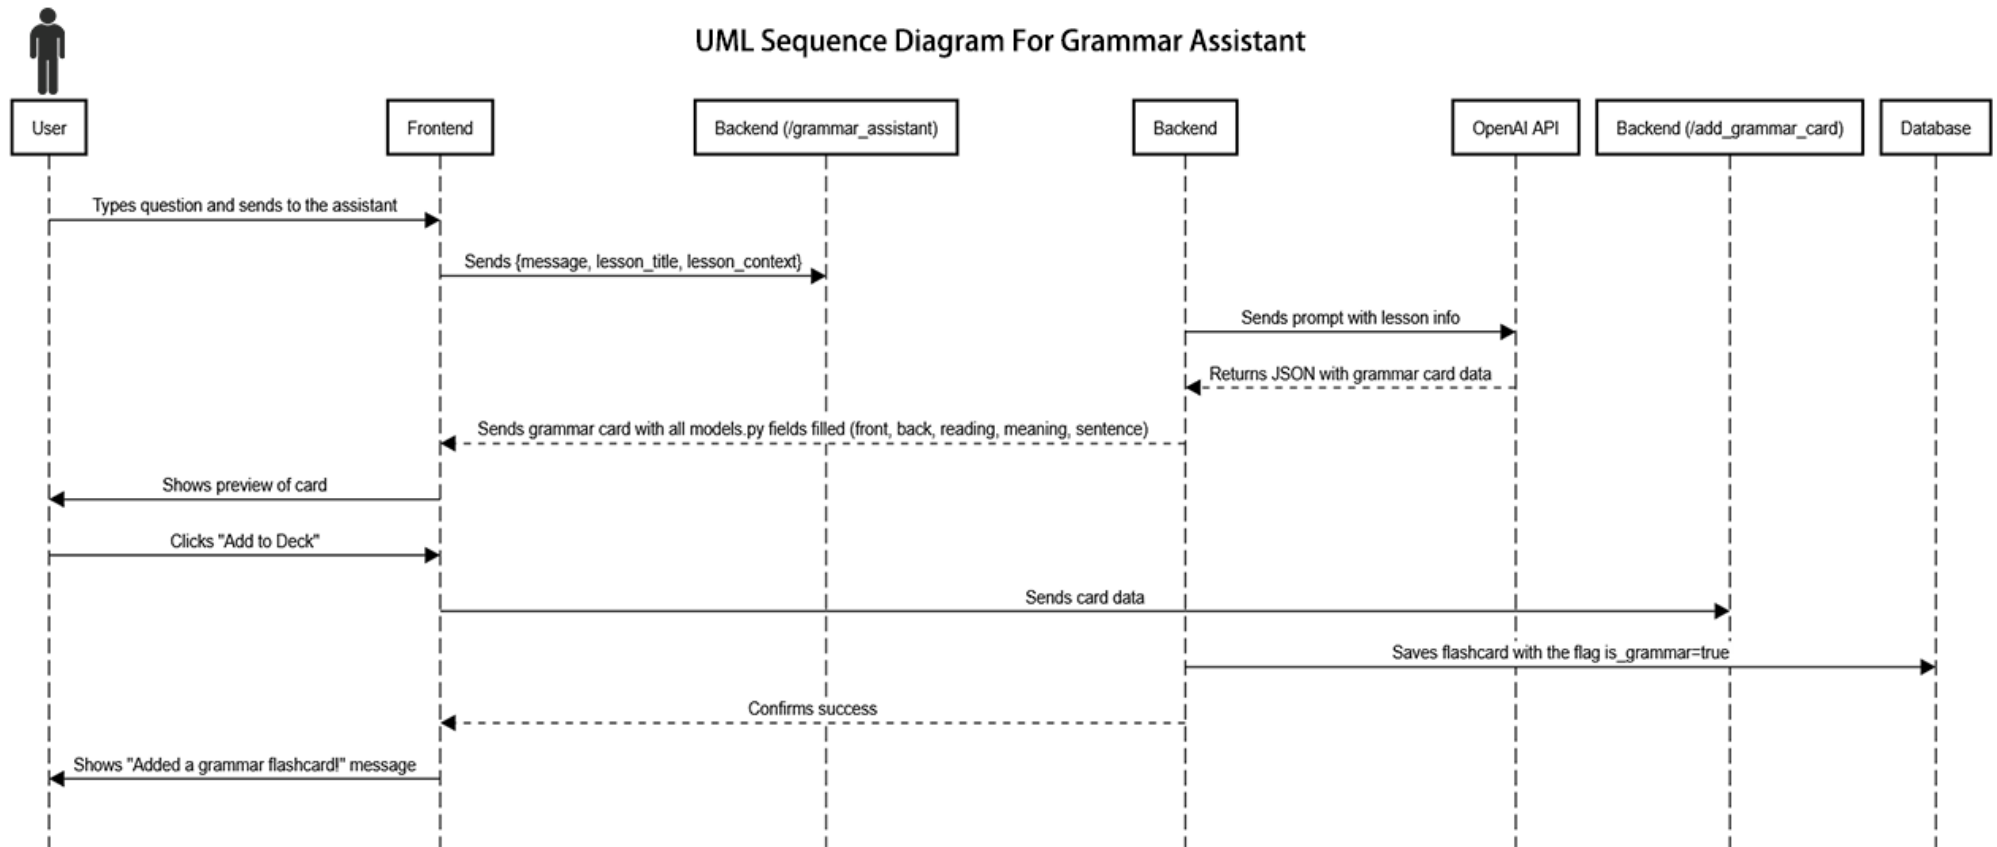 UML Sequence Diagram For Grammar Assistant
User
Frontend
Backend (/grammar_assistant)
Backend
OpenAI API
Backend (/add_grammar_card)
Database
Types question and sends to the assistant
Sends {message, lesson_title, lesson_context}
Sends prompt with lesson info
Returns JSON with grammar card data
Sends grammar card with all models.py fields filled (front, back, reading, meaning, sentence)
Shows preview of card
Clicks "Add to Deck"
Sends card data
Saves flashcard with the flag is_grammar=true
Confirms success
Shows "Added a grammar flashcard!" message